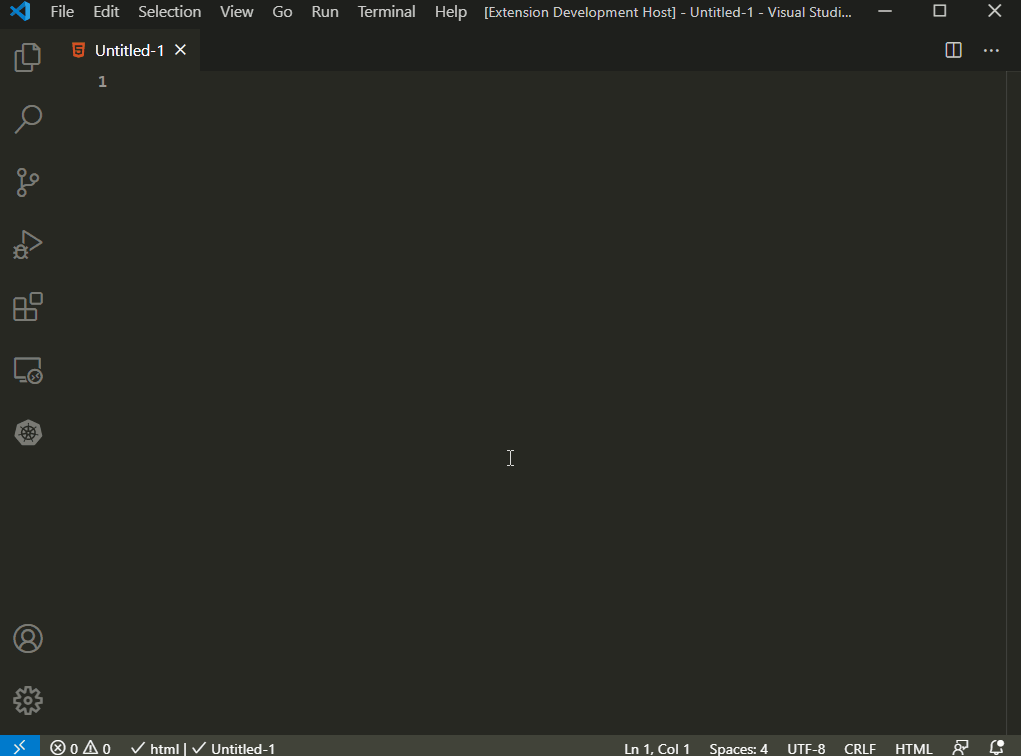 File Edit Selection View Go Run Terminal Help [Extension Development Host] - Untitled-1 - Visual Studi...
Untitled-1
1
0 0 html | Untitled-1 Ln 1, Col 1 Spaces: 4 UTF-8 CRLF HTML